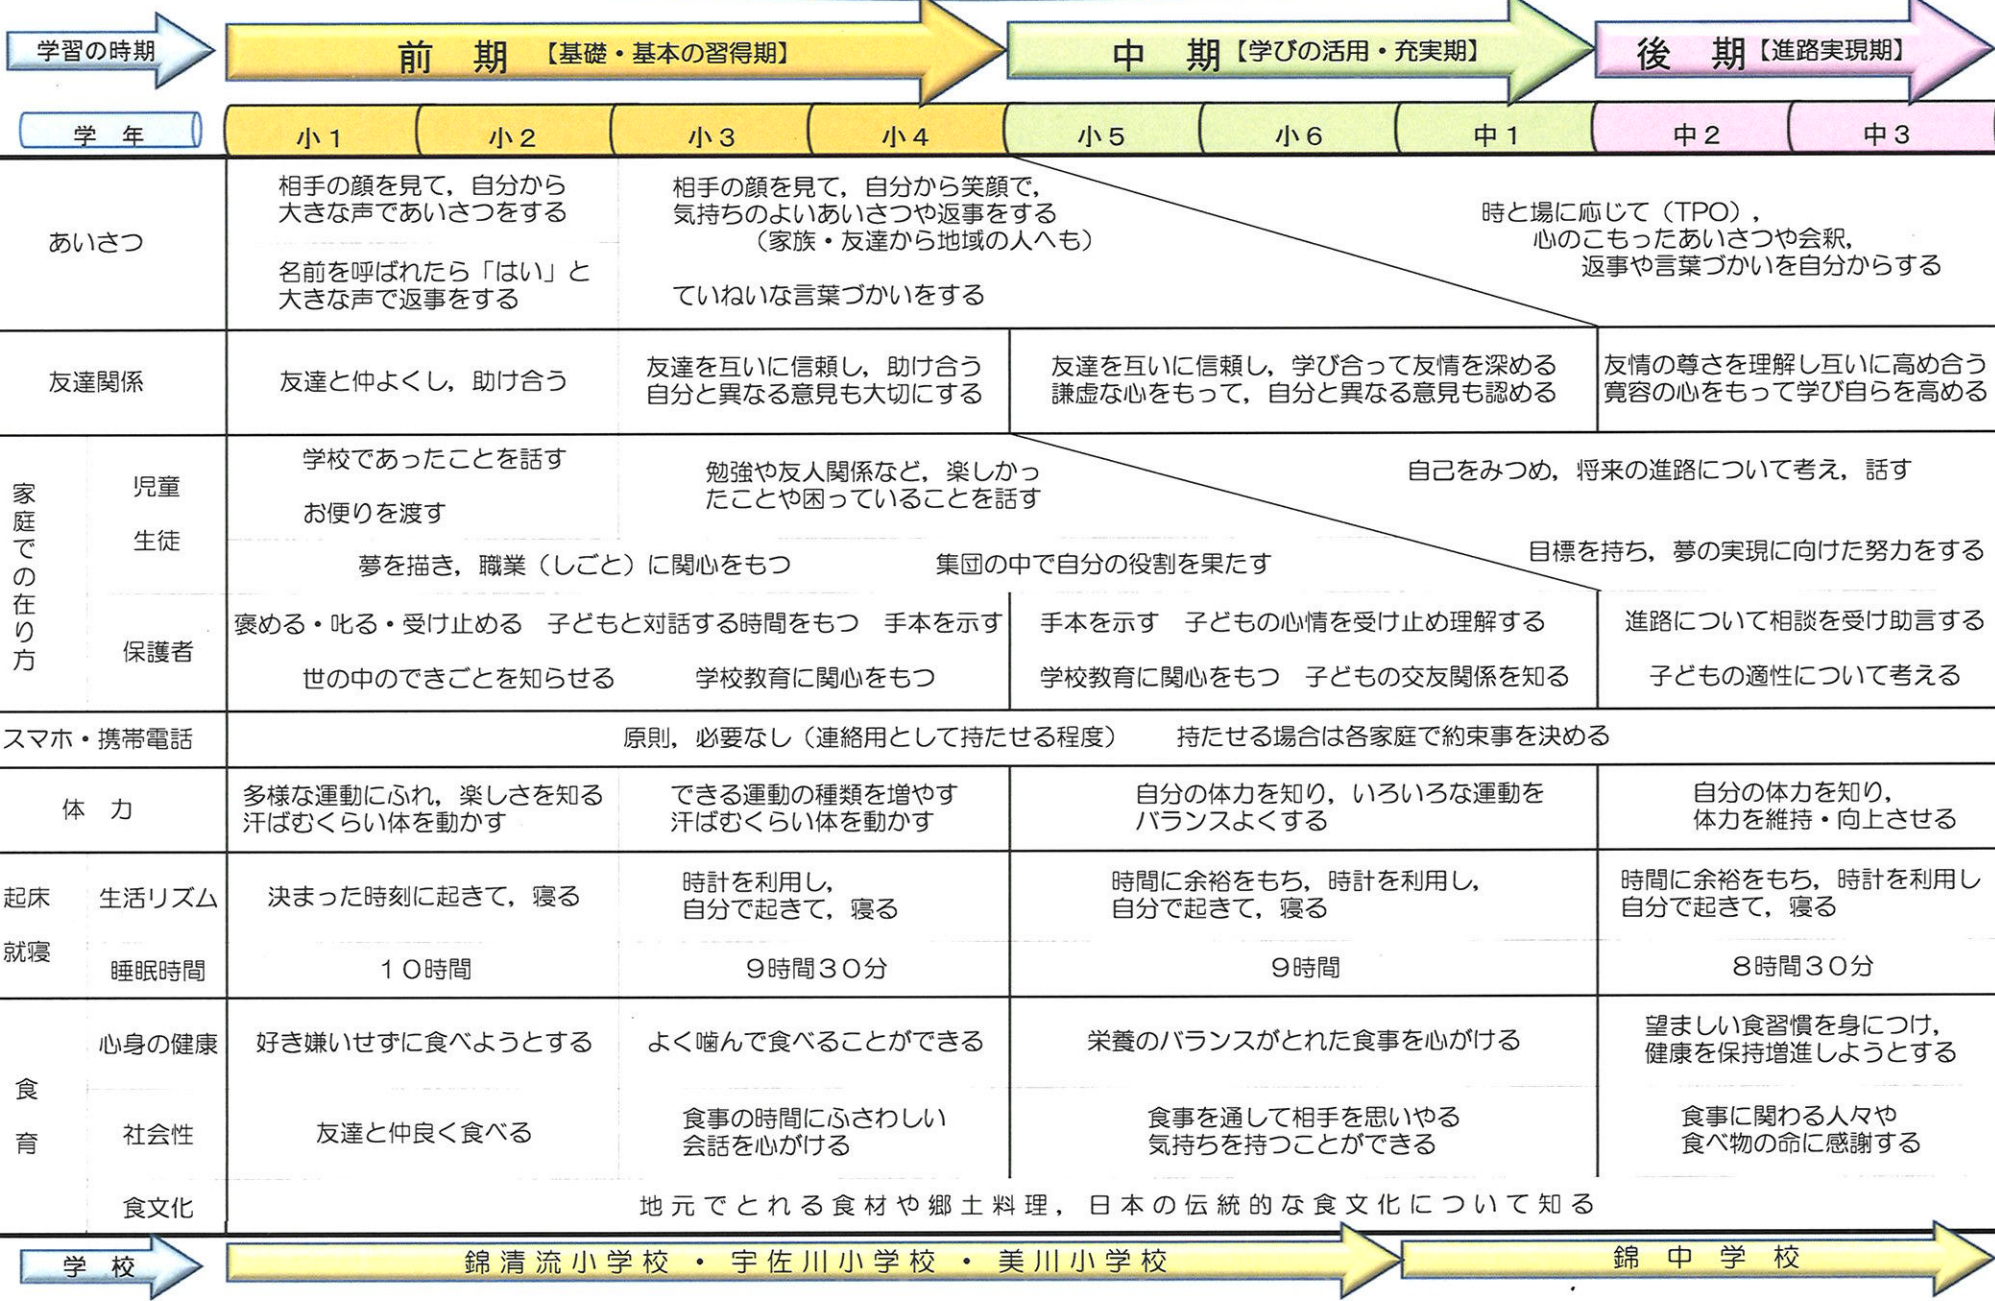 学習の時期
前 期 【基礎・基本の習得期】
中 期 【学びの活用・充実期】
後 期 【進路実現期】
学 年
小1
小2
小3
小4
小5
小6
中1
中2
中3
あいさつ
相手の顔を見て，自分から
大きな声であいさつをする
名前を呼ばれたら「はい」と
大きな声で返事をする
相手の顔を見て，自分から笑顔で，
気持ちのよいあいさつや返事をする
（家族・友達から地域の人へも）
ていねいな言葉づかいをする
時と場に応じて（TPO），
心のこもったあいさつや会釈，
返事や言葉づかいを自分からする
友達関係
友達と仲よくし，助け合う
友達を互いに信頼し，助け合う
自分と異なる意見も大切にする
友達を互いに信頼し，学び合って友情を深める
謙虚な心をもって，自分と異なる意見も認める
友情の尊さを理解し互いに高め合う
寛容の心をもって学び自らを高める
家庭での在り方
児童
生徒
学校であったことを話す
お便りを渡す
勉強や友人関係など，楽しかっ
たことや困っていることを話す
自己をみつめ，将来の進路について考え，話す
夢を描き，職業（しごと）に関心をもつ
集団の中で自分の役割を果たす
目標を持ち，夢の実現に向けた努力をする
保護者
褒める・叱る・受け止める 子どもと対話する時間をもつ 手本を示す
世の中のできごとを知らせる 学校教育に関心をもつ
手本を示す 子どもの心情を受け止め理解する
学校教育に関心をもつ 子どもの交友関係を知る
進路について相談を受け助言する
子どもの適性について考える
スマホ・携帯電話
原則，必要なし（連絡用として持たせる程度） 持たせる場合は各家庭で約束事を決める
体 力
多様な運動にふれ，楽しさを知る
汗ばむくらい体を動かす
できる運動の種類を増やす
汗ばむくらい体を動かす
自分の体力を知り，いろいろな運動を
バランスよくする
自分の体力を知り，
体力を維持・向上させる
起床
就寝
生活リズム
決まった時刻に起きて，寝る
時計を利用し，
自分で起きて，寝る
時間に余裕をもち，時計を利用し，
自分で起きて，寝る
時間に余裕をもち，時計を利用し
自分で起きて，寝る
睡眠時間
１０時間
９時間３０分
９時間
８時間３０分
食
育
心身の健康
好き嫌いせずに食べようとする
よく噛んで食べることができる
栄養のバランスがとれた食事を心がける
望ましい食習慣を身につけ，
健康を保持増進しようとする
社会性
友達と仲良く食べる
食事の時間にふさわしい
会話を心がける
食事を通して相手を思いやる
気持ちを持つことができる
食事に関わる人々や
食べ物の命に感謝する
食文化
地元でとれる食材や郷土料理，日本の伝統的な食文化について知る
学 校
錦清流小学校 ・ 宇佐川小学校 ・ 美川小学校
錦 中 学 校